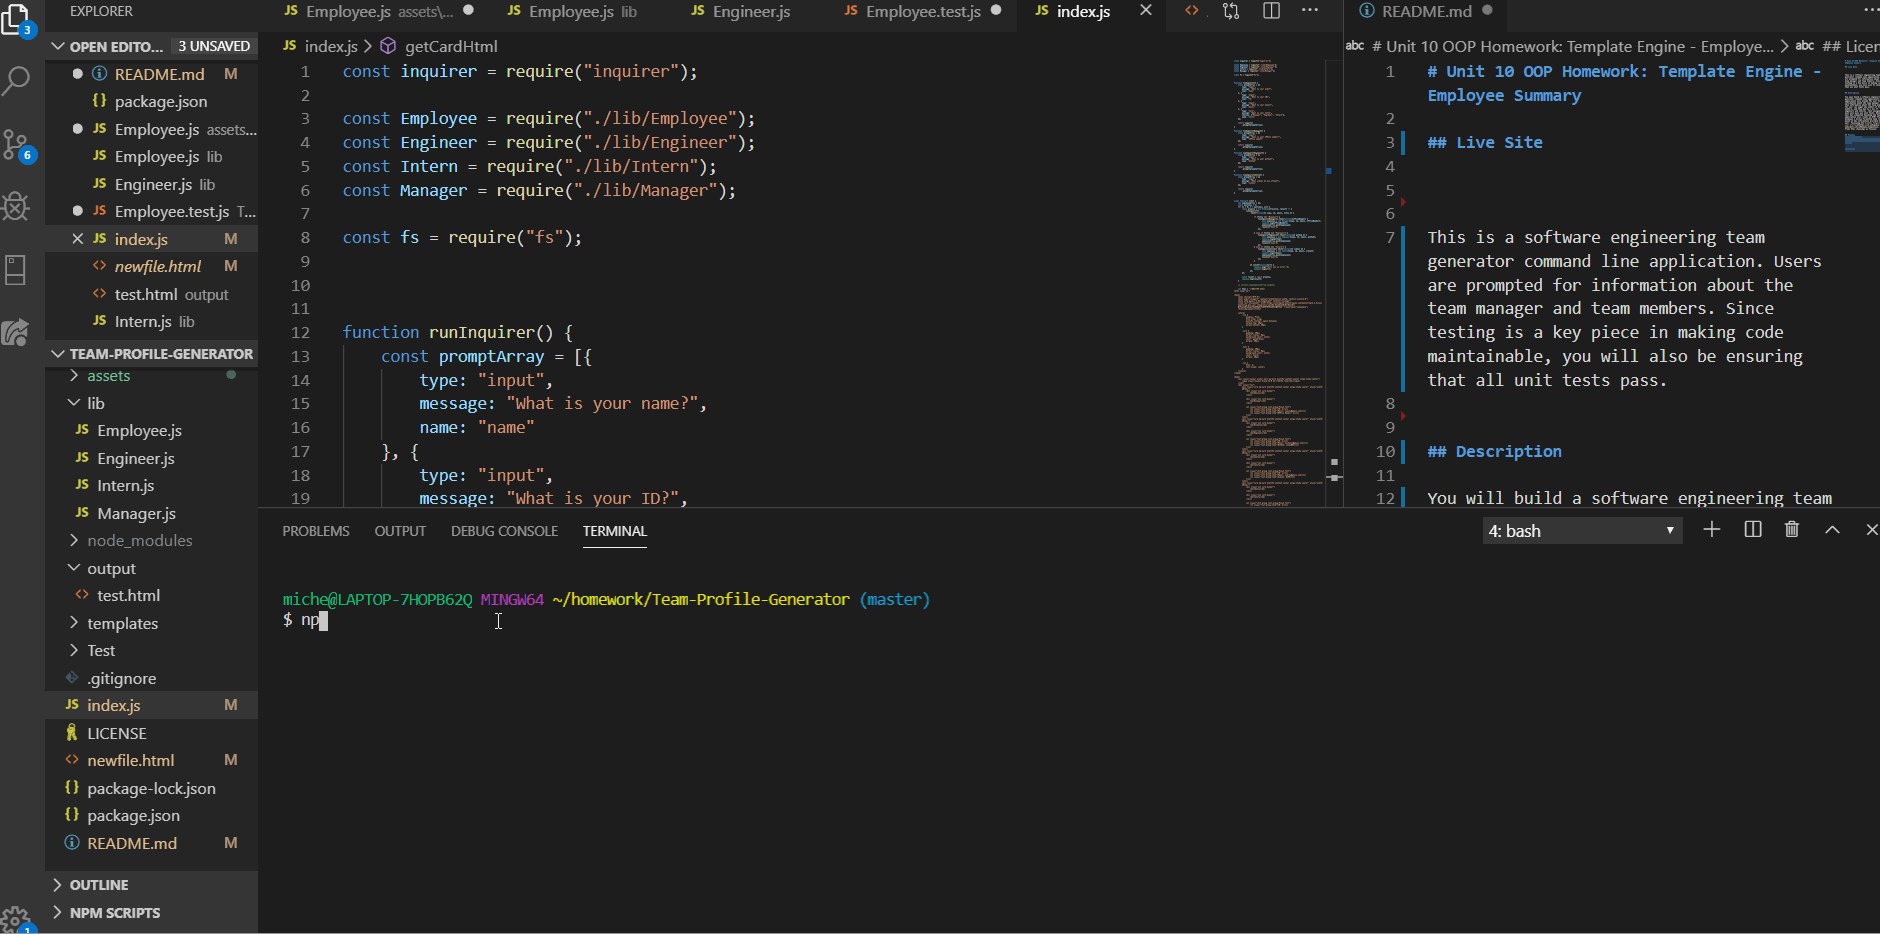 EXPLORER
OPEN EDITO... 3 UNSAVED
README.md M
package.json
Employee.js assets...
Employee.js lib
Engineer.js lib
Employee.test.js T...
index.js M
newfile.html M
test.html output
Intern.js lib
TEAM-PROFILE-GENERATOR
assets
lib
Employee.js
Engineer.js
Intern.js
Manager.js
node_modules
output
test.html
templates
Test
.gitignore
index.js M
LICENSE
newfile.html M
package-lock.json
package.json
README.md M
OUTLINE
NPM SCRIPTS
3
6
1
JS Employee.js assets\... JS Employee.js lib JS Engineer.js JS Employee.test.js JS index.js
JS index.js > getCardHtml
1 const inquirer = require("inquirer");
2
3 const Employee = require("./lib/Employee");
4 const Engineer = require("./lib/Engineer");
5 const Intern = require("./lib/Intern");
6 const Manager = require("./lib/Manager");
7
8 const fs = require("fs");
9
10
11
12 function runInquirer() {
13 const promptArray = [{
14 type: "input",
15 message: "What is your name?",
16 name: "name"
17 }, {
18 type: "input",
19 message: "What is your ID?",
README.md
abc # Unit 10 OOP Homework: Template Engine - Employe... > abc ## Licen
1 # Unit 10 OOP Homework: Template Engine -
Employee Summary
2
3 ## Live Site
4
5
6
7 This is a software engineering team
generator command line application. Users
are prompted for information about the
team manager and team members. Since
testing is a key piece in making code
maintainable, you will also be ensuring
that all unit tests pass.
8
9
10 ## Description
11
12 You will build a software engineering team
PROBLEMS OUTPUT DEBUG CONSOLE TERMINAL 4: bash
miche@LAPTOP-7HOPB62Q MINGW64 ~/homework/Team-Profile-Generator (master)
$ np